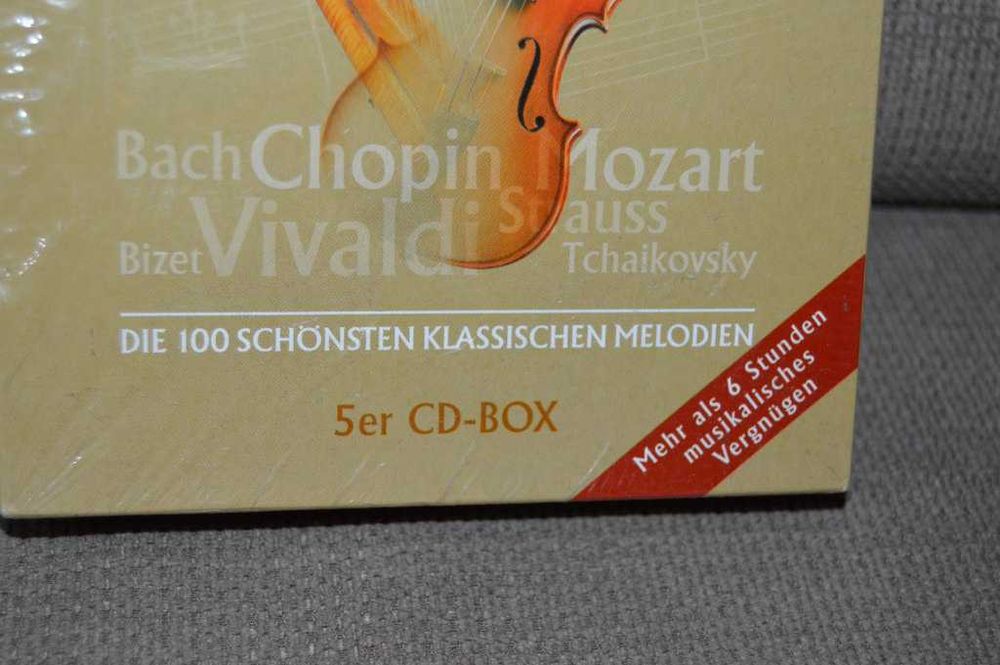 Bach Chopin Mozart
Strauss
Bizet Vivaldi Tchaikovsky
DIE 100 SCHÖNSTEN KLASSISCHEN MELODIEN
5er CD-BOX
Mehr als 6 Stunden
musikalisches
Vergnügen